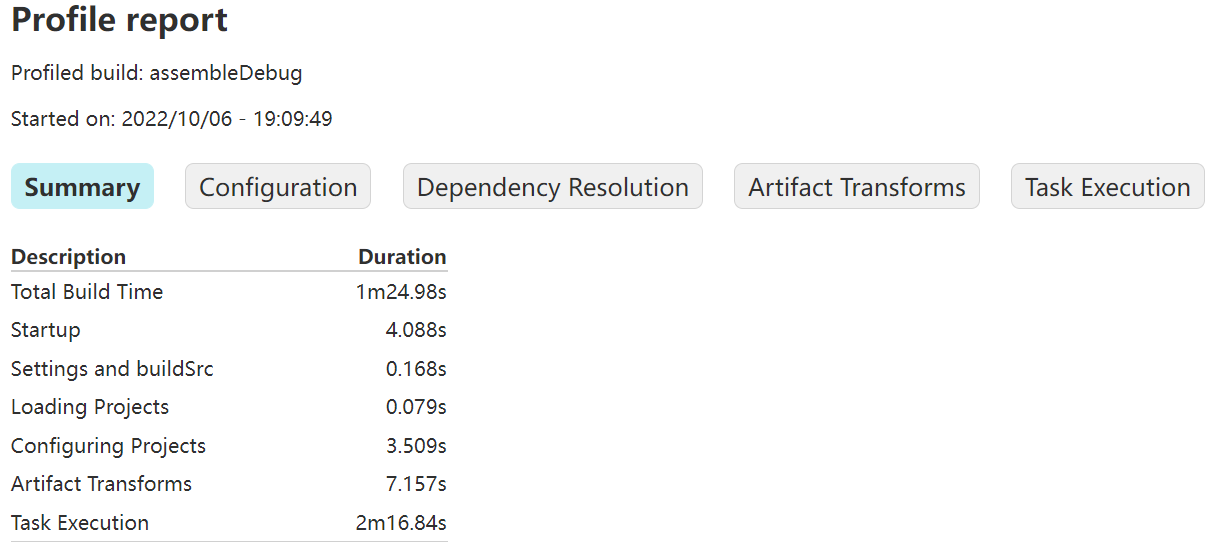 Profile report
Profiled build: assembleDebug
Started on: 2022/10/06 - 19:09:49
Summary Configuration Dependency Resolution Artifact Transforms Task Execution
Description Duration
Total Build Time 1m24.98s
Startup 4.088s
Settings and buildSrc 0.168s
Loading Projects 0.079s
Configuring Projects 3.509s
Artifact Transforms 7.157s
Task Execution 2m16.84s